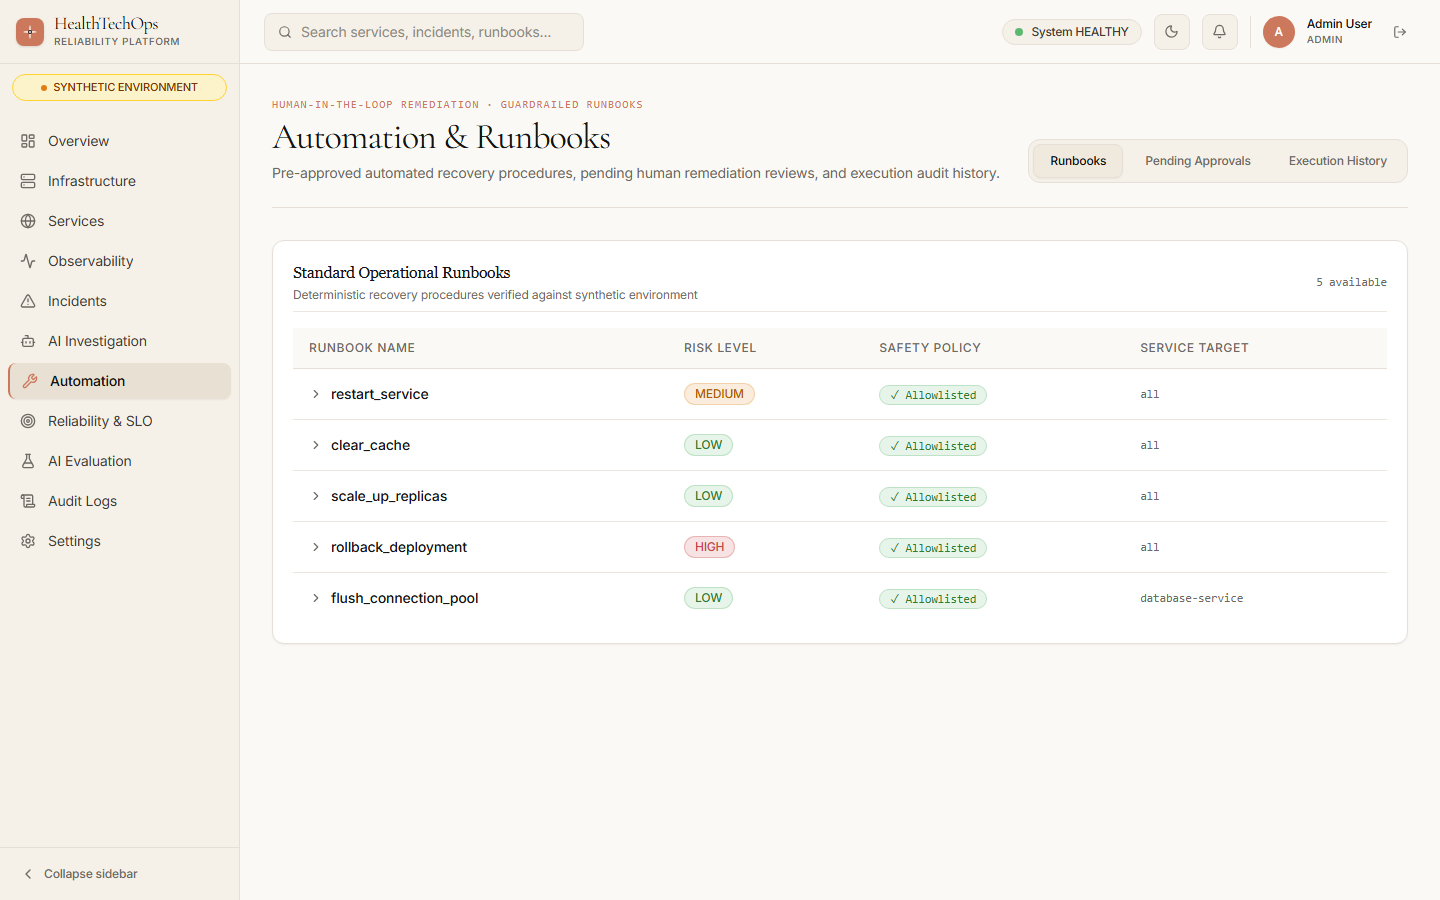 HealthTechOps
RELIABILITY PLATFORM
SYNTHETIC ENVIRONMENT
Overview
Infrastructure
Services
Observability
Incidents
AI Investigation
Automation
Reliability & SLO
AI Evaluation
Audit Logs
Settings
Collapse sidebar
Search services, incidents, runbooks...
System HEALTHY
A
Admin User
ADMIN
HUMAN-IN-THE-LOOP REMEDIATION · GUARDRAILED RUNBOOKS
Automation & Runbooks
Pre-approved automated recovery procedures, pending human remediation reviews, and execution audit history.
Runbooks Pending Approvals Execution History
Standard Operational Runbooks
Deterministic recovery procedures verified against synthetic environment
5 available
RUNBOOK NAME RISK LEVEL SAFETY POLICY SERVICE TARGET
restart_service MEDIUM ✓ Allowlisted all
clear_cache LOW ✓ Allowlisted all
scale_up_replicas LOW ✓ Allowlisted all
rollback_deployment HIGH ✓ Allowlisted all
flush_connection_pool LOW ✓ Allowlisted database-service